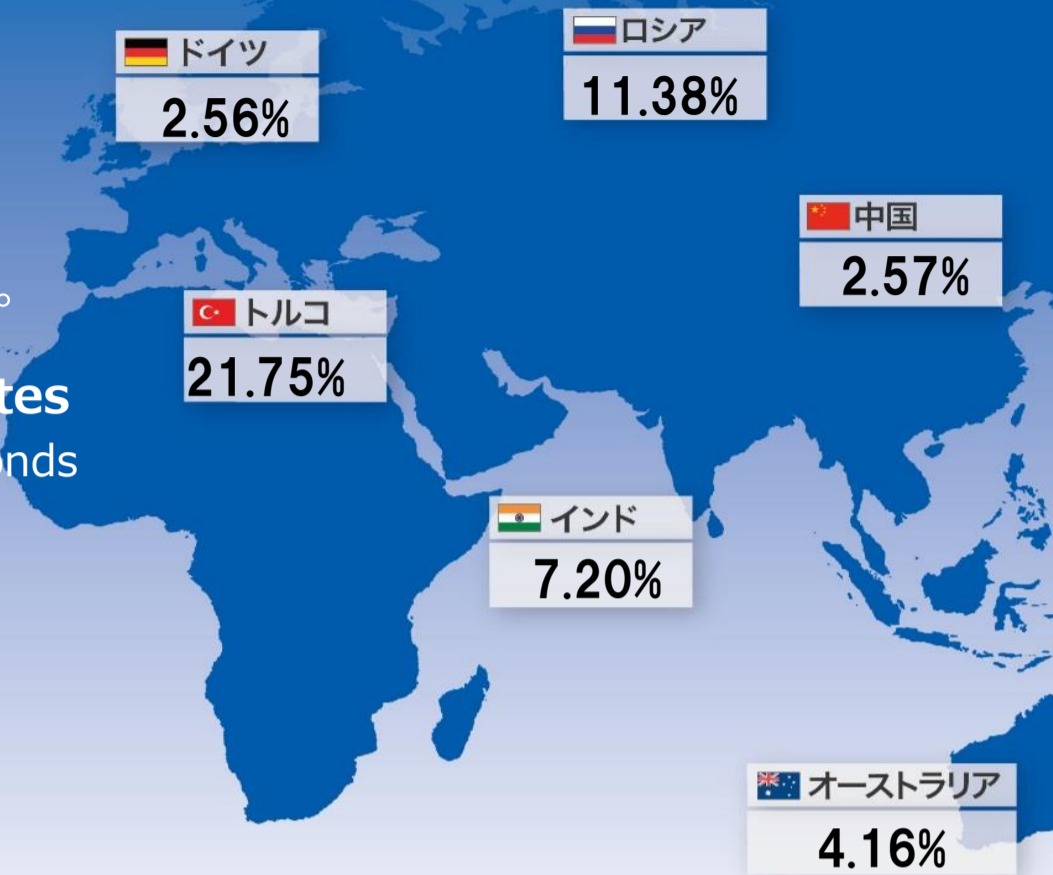 ドイツ
2.56%
ロシア
11.38%
中国
2.57%
トルコ
21.75%
インド
7.20%
オーストラリア
4.16%
。
tes
onds